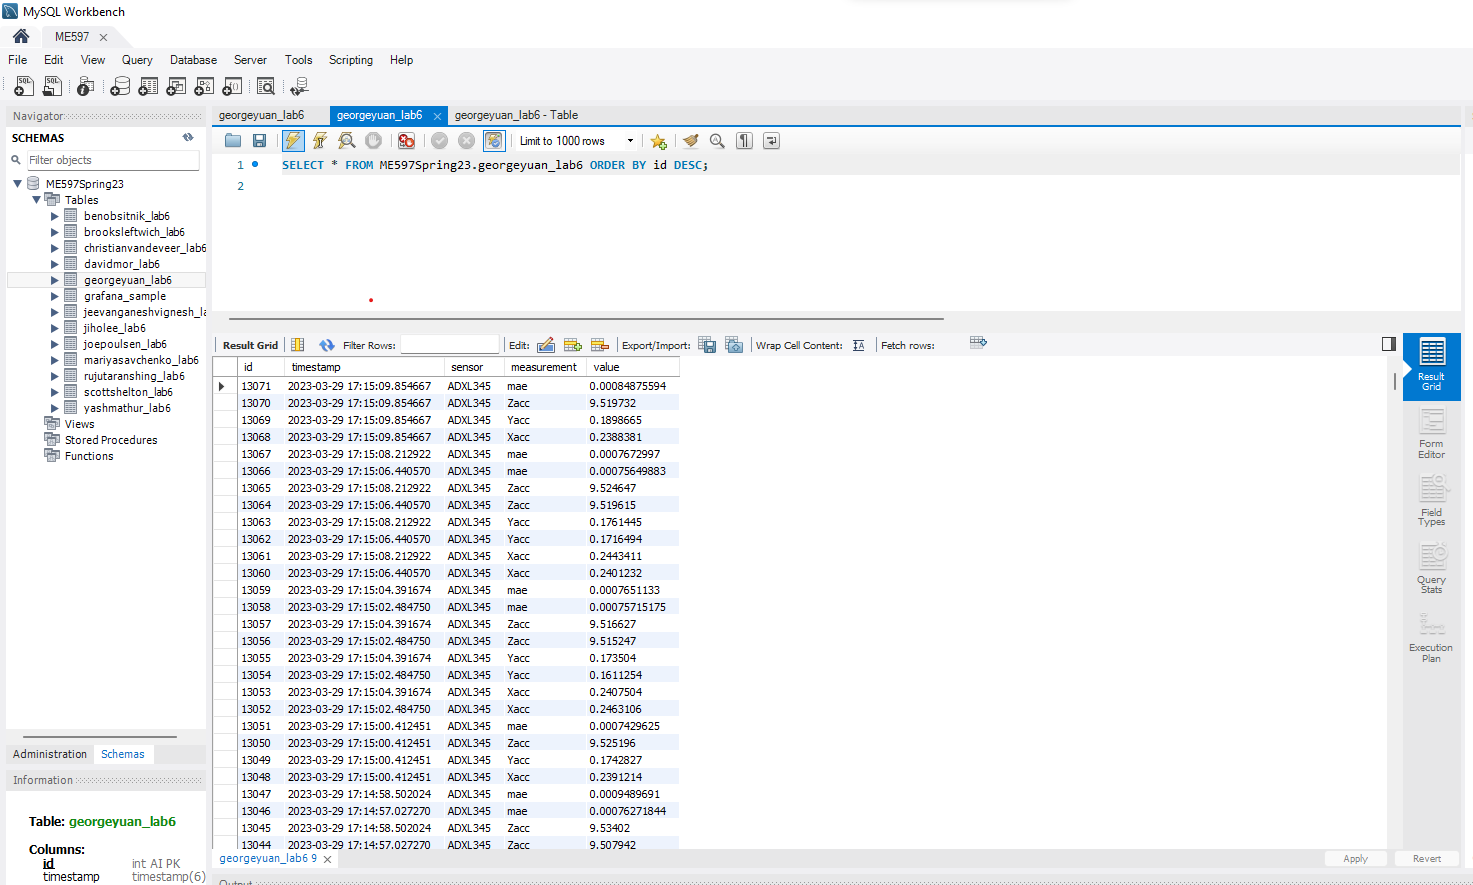 MySQL Workbench
ME597
File Edit View Query Database Server Tools Scripting Help
Navigator
SCHEMAS
Filter objects
ME597Spring23
Tables
benobsitnik_lab6
brooksleftwich_lab6
christianvandeveer_lab6
davidmor_lab6
georgeyuan_lab6
grafana_sample
jeevanganeshvignesh_la
jiholee_lab6
joepoulsen_lab6
mariyasavchenko_lab6
rujutaranshing_lab6
scottshelton_lab6
yashmathur_lab6
Views
Stored Procedures
Functions
Administration Schemas
Information
Table: georgeyuan_lab6
Columns:
id int AI PK
timestamp timestamp(6)
georgeyuan_lab6 georgeyuan_lab6 georgeyuan_lab6 - Table
Limit to 1000 rows
1 SELECT * FROM ME597Spring23.georgeyuan_lab6 ORDER BY id DESC;
2
Result Grid Filter Rows: Edit: Export/Import: Wrap Cell Content: Fetch rows:
id timestamp sensor measurement value
13071 2023-03-29 17:15:09.854667 ADXL345 mae 0.00084875594
13070 2023-03-29 17:15:09.854667 ADXL345 Zacc 9.519732
13069 2023-03-29 17:15:09.854667 ADXL345 Yacc 0.1898665
13068 2023-03-29 17:15:09.854667 ADXL345 Xacc 0.2388381
13067 2023-03-29 17:15:08.212922 ADXL345 mae 0.0007672997
13066 2023-03-29 17:15:06.440570 ADXL345 mae 0.00075649883
13065 2023-03-29 17:15:08.212922 ADXL345 Zacc 9.524647
13064 2023-03-29 17:15:06.440570 ADXL345 Zacc 9.519615
13063 2023-03-29 17:15:08.212922 ADXL345 Yacc 0.1761445
13062 2023-03-29 17:15:06.440570 ADXL345 Yacc 0.1716494
13061 2023-03-29 17:15:08.212922 ADXL345 Xacc 0.2443411
13060 2023-03-29 17:15:06.440570 ADXL345 Xacc 0.2401232
13059 2023-03-29 17:15:04.391674 ADXL345 mae 0.0007651133
13058 2023-03-29 17:15:02.484750 ADXL345 mae 0.00075715175
13057 2023-03-29 17:15:04.391674 ADXL345 Zacc 9.516627
13056 2023-03-29 17:15:02.484750 ADXL345 Zacc 9.515247
13055 2023-03-29 17:15:04.391674 ADXL345 Yacc 0.173504
13054 2023-03-29 17:15:02.484750 ADXL345 Yacc 0.1611254
13053 2023-03-29 17:15:04.391674 ADXL345 Xacc 0.2407504
13052 2023-03-29 17:15:02.484750 ADXL345 Xacc 0.2463106
13051 2023-03-29 17:15:00.412451 ADXL345 mae 0.0007429625
13050 2023-03-29 17:15:00.412451 ADXL345 Zacc 9.525196
13049 2023-03-29 17:15:00.412451 ADXL345 Yacc 0.1742827
13048 2023-03-29 17:15:00.412451 ADXL345 Xacc 0.2391214
13047 2023-03-29 17:14:58.502024 ADXL345 mae 0.0009489691
13046 2023-03-29 17:14:57.027270 ADXL345 mae 0.00076271844
13045 2023-03-29 17:14:58.502024 ADXL345 Zacc 9.53402
13044 2023-03-29 17:14:57.027270 ADXL345 Zacc 9.507942
georgeyuan_lab6 9
Apply Revert
Output
Result
Grid
Form
Editor
Field
Types
Query
Stats
Execution
Plan